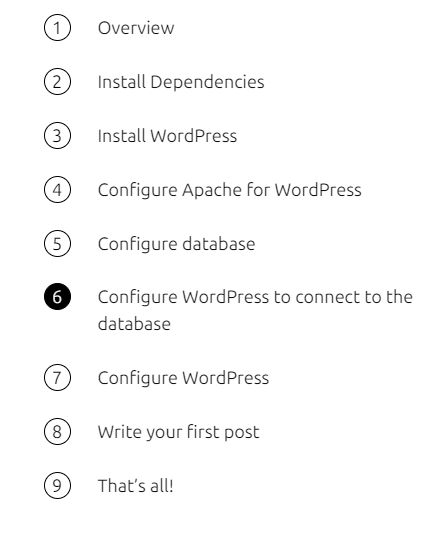 1 Overview
2 Install Dependencies
3 Install WordPress
4 Configure Apache for WordPress
5 Configure database
6 Configure WordPress to connect to the
database
7 Configure WordPress
8 Write your first post
9 That’s all!